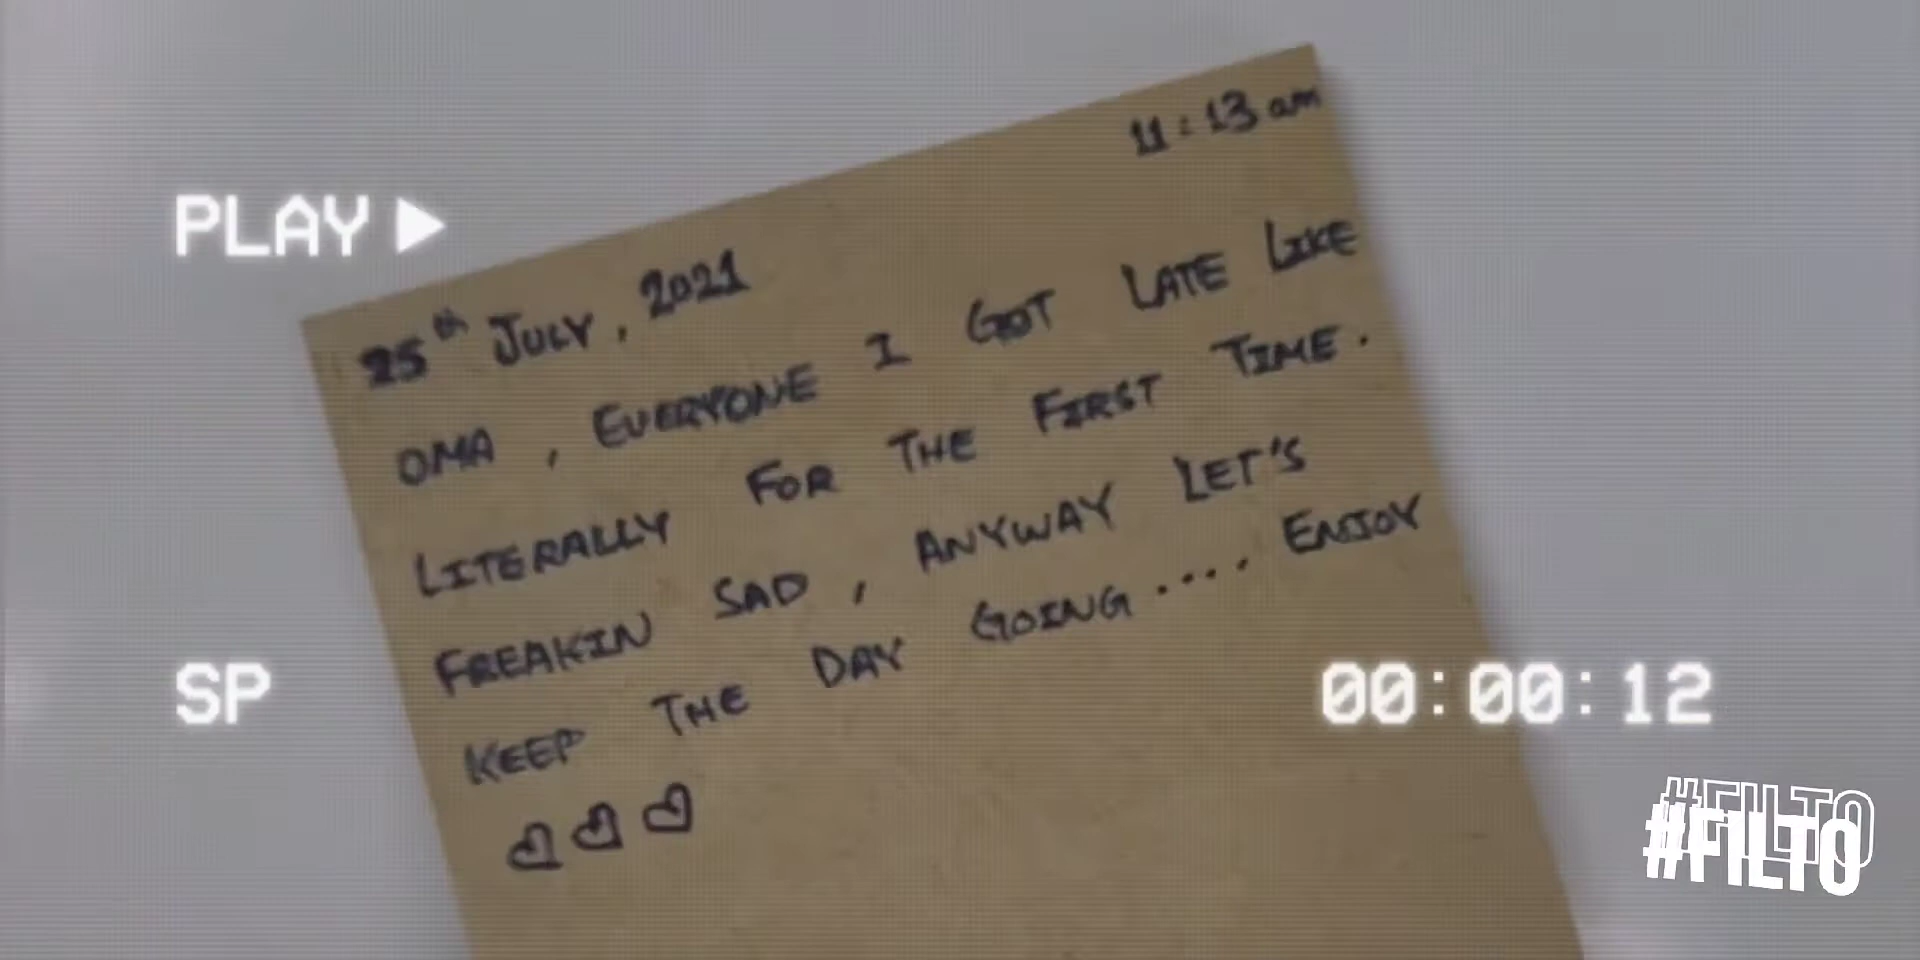 11:13 am
PLAY
25th JULY, 2021
OMA, EVERYONE I GOT LATE LIKE
LITERALLY FOR THE FIRST TIME.
FREAKIN SAD, ANYWAY LET'S
KEEP THE DAY GOING.... ENJOY
SP
00:00:12
#FILTO
#FILTO